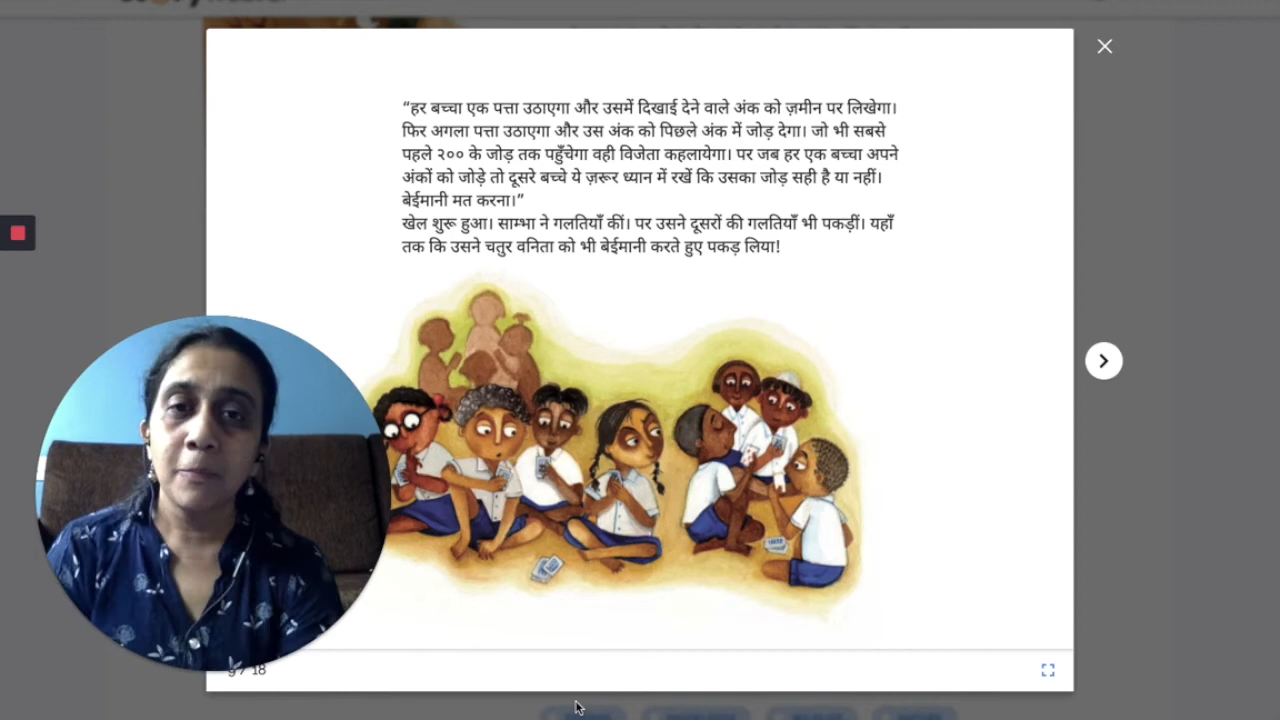 “हर बच्चा एक पत्ता उठाएगा और उसमें दिखाई देने वाले अंक को ज़मीन पर लिखेगा।
फिर अगला पत्ता उठाएगा और उस अंक को पिछले अंक में जोड़ देगा। जो भी सबसे
पहले २०० के जोड़ तक पहुँचेगा वही विजेता कहलायेगा। पर जब हर एक बच्चा अपने
अंकों को जोड़े तो दूसरे बच्चे ये ज़रूर ध्यान में रखें कि उसका जोड़ सही है या नहीं।
बेईमानी मत करना।”
खेल शुरू हुआ। साम्भा ने गलतियाँ कीं। पर उसने दूसरों की गलतियाँ भी पकड़ीं। यहाँ
तक कि उसने चतुर वनिता को भी बेईमानी करते हुए पकड़ लिया!
9 / 18